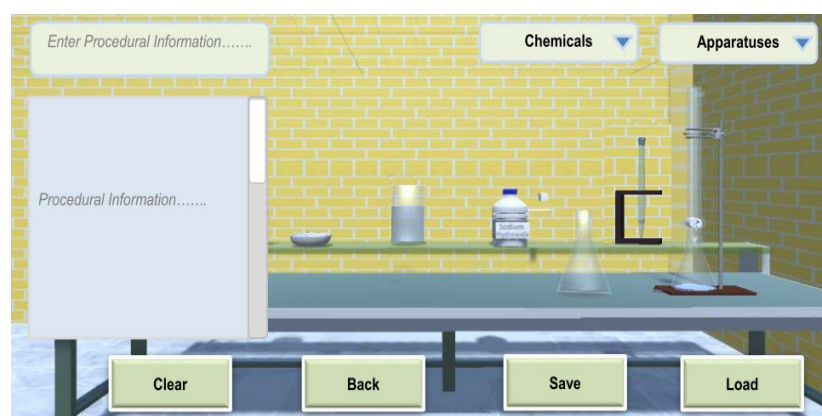 Enter Procedural Information…….
Chemicals
Apparatuses
Procedural Information…….
Sodium
Hydroxide
Clear
Back
Save
Load